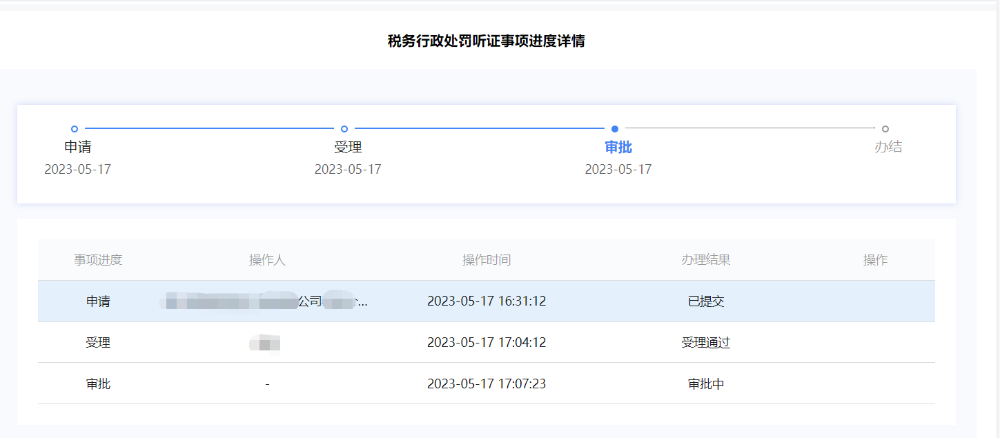 税务行政处罚听证事项进度详情
申请 受理 审批 办结
2023-05-17 2023-05-17 2023-05-17
事项进度 操作人 操作时间 办理结果 操作
申请 公司 ... 2023-05-17 16:31:12 已提交
受理 2023-05-17 17:04:12 受理通过
审批 - 2023-05-17 17:07:23 审批中